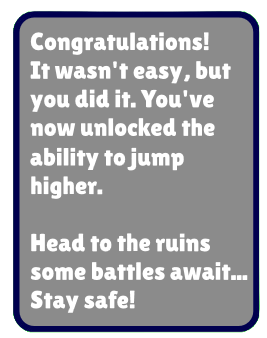 Congratulations!
It wasn't easy, but
you did it. You've
now unlocked the
ability to jump
higher.

Head to the ruins
some battles await...
Stay safe!